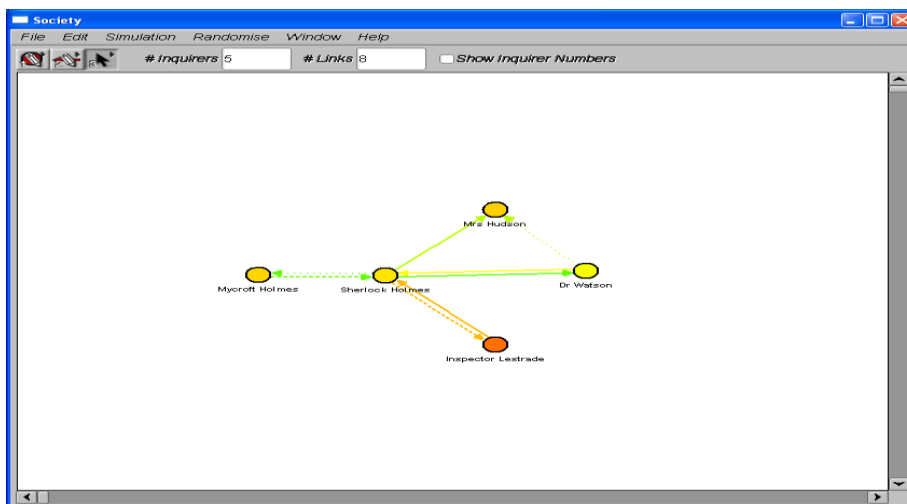 Society
File Edit Simulation Randomise Window Help
# Inquirers 5 # Links 8 Show Inquirer Numbers
Mrs Hudson
Mycroft Holmes Sherlock Holmes Dr Watson
Inspector Lestrade